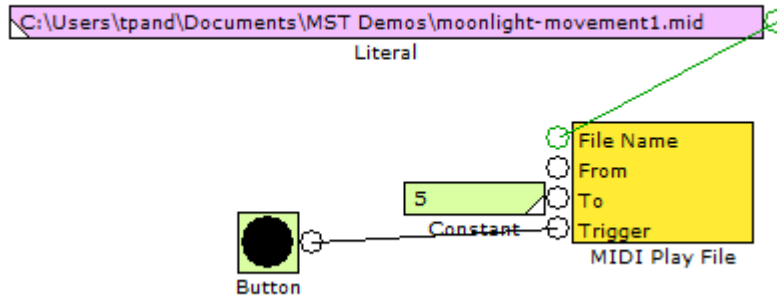 C:\Users\tpand\Documents\MST Demos\moonlight-movement1.mid
Literal
File Name
From
5
To
Constant
Trigger
MIDI Play File
Button